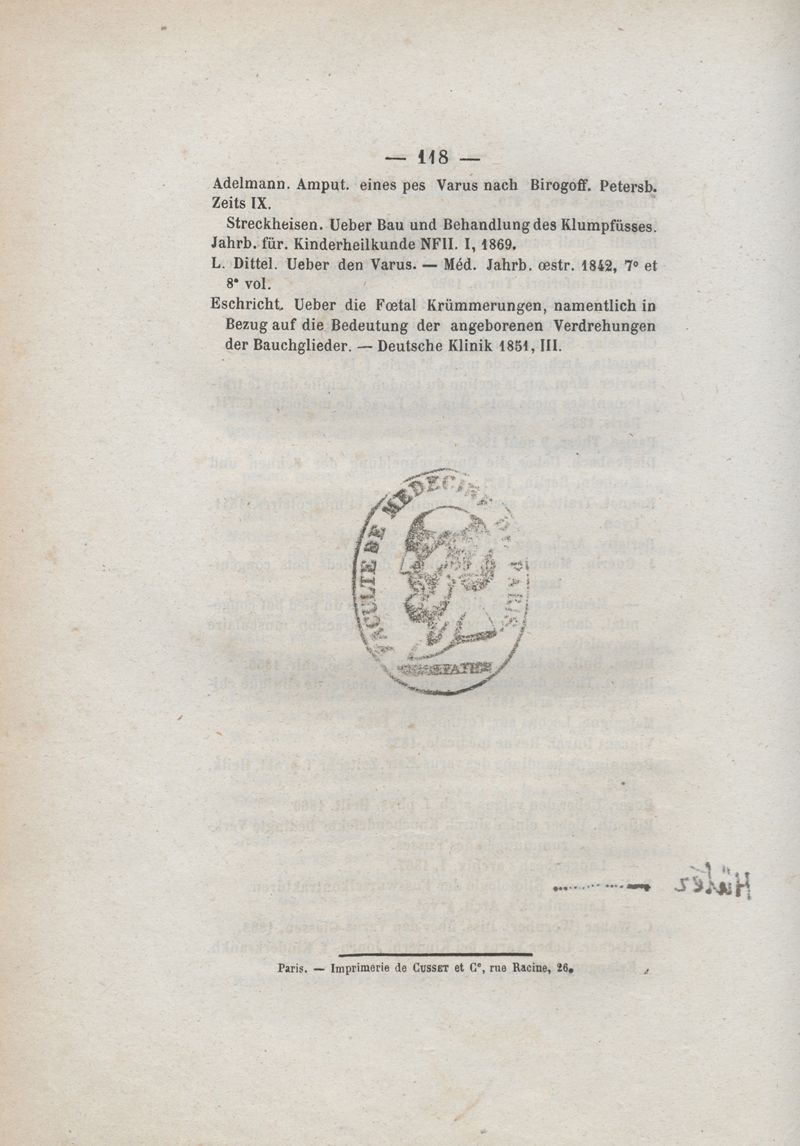 — 118 —
Adelmann. Amput. eines pes Varus nach Birogoff. Petersb.
Zeits IX.
Streckheisen. Ueber Bau und Behandlung des Klumpfüsses.
Jahrb. für. Kinderheilkunde NFII. I, 1869.
L. Dittel. Ueber den Varus. — Méd. Jahrb. œstr. 1842, 7° et
8ᵉ vol.
Eschricht. Ueber die Fœtal Krümmerungen, namentlich in
Bezug auf die Bedeutung der angeborenen Verdrehungen
der Bauchglieder. — Deutsche Klinik 1851, III.
FACULTE DE MEDECINE DE PARIS
Paris. — Imprimerie de CUSSET et Cᵉ, rue Racine, 26.